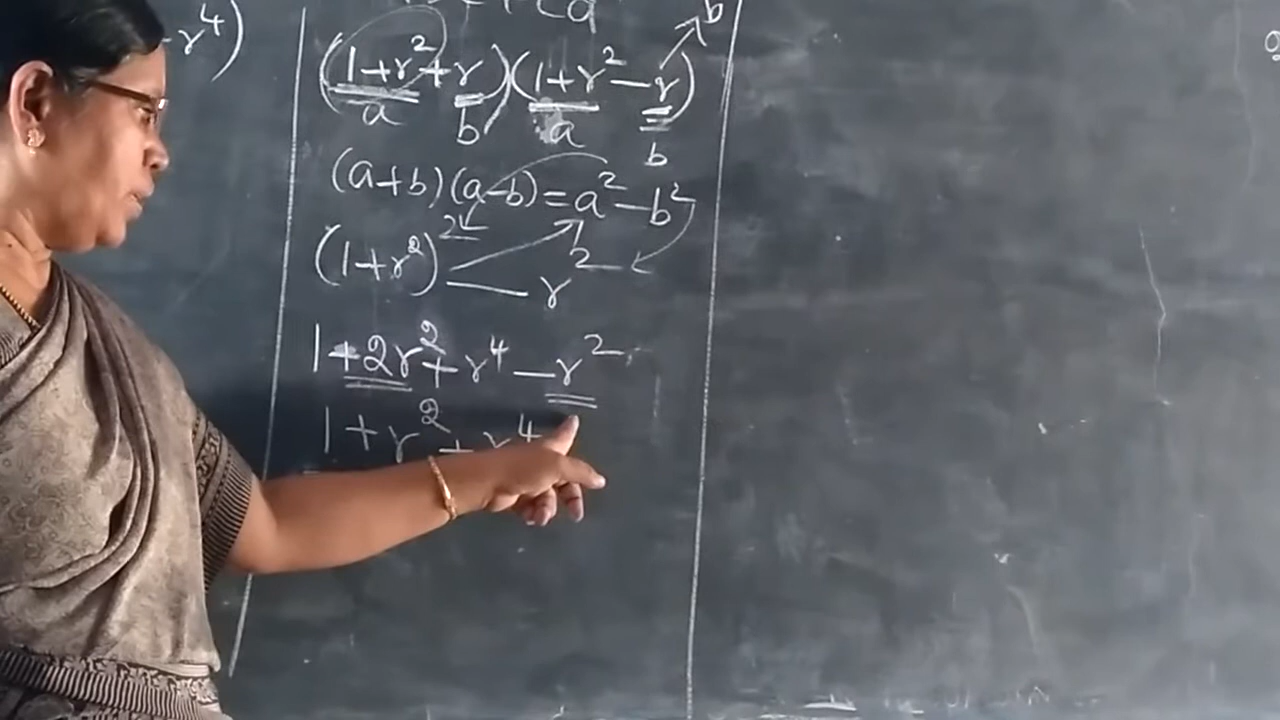 r⁴)
(1+r²+r)(1+r²-r)
a b a b
b
(a+b)(a-b)=a²-b²
(1+r²)² - r²
1+2r²+r⁴-r²
1+r²+r⁴